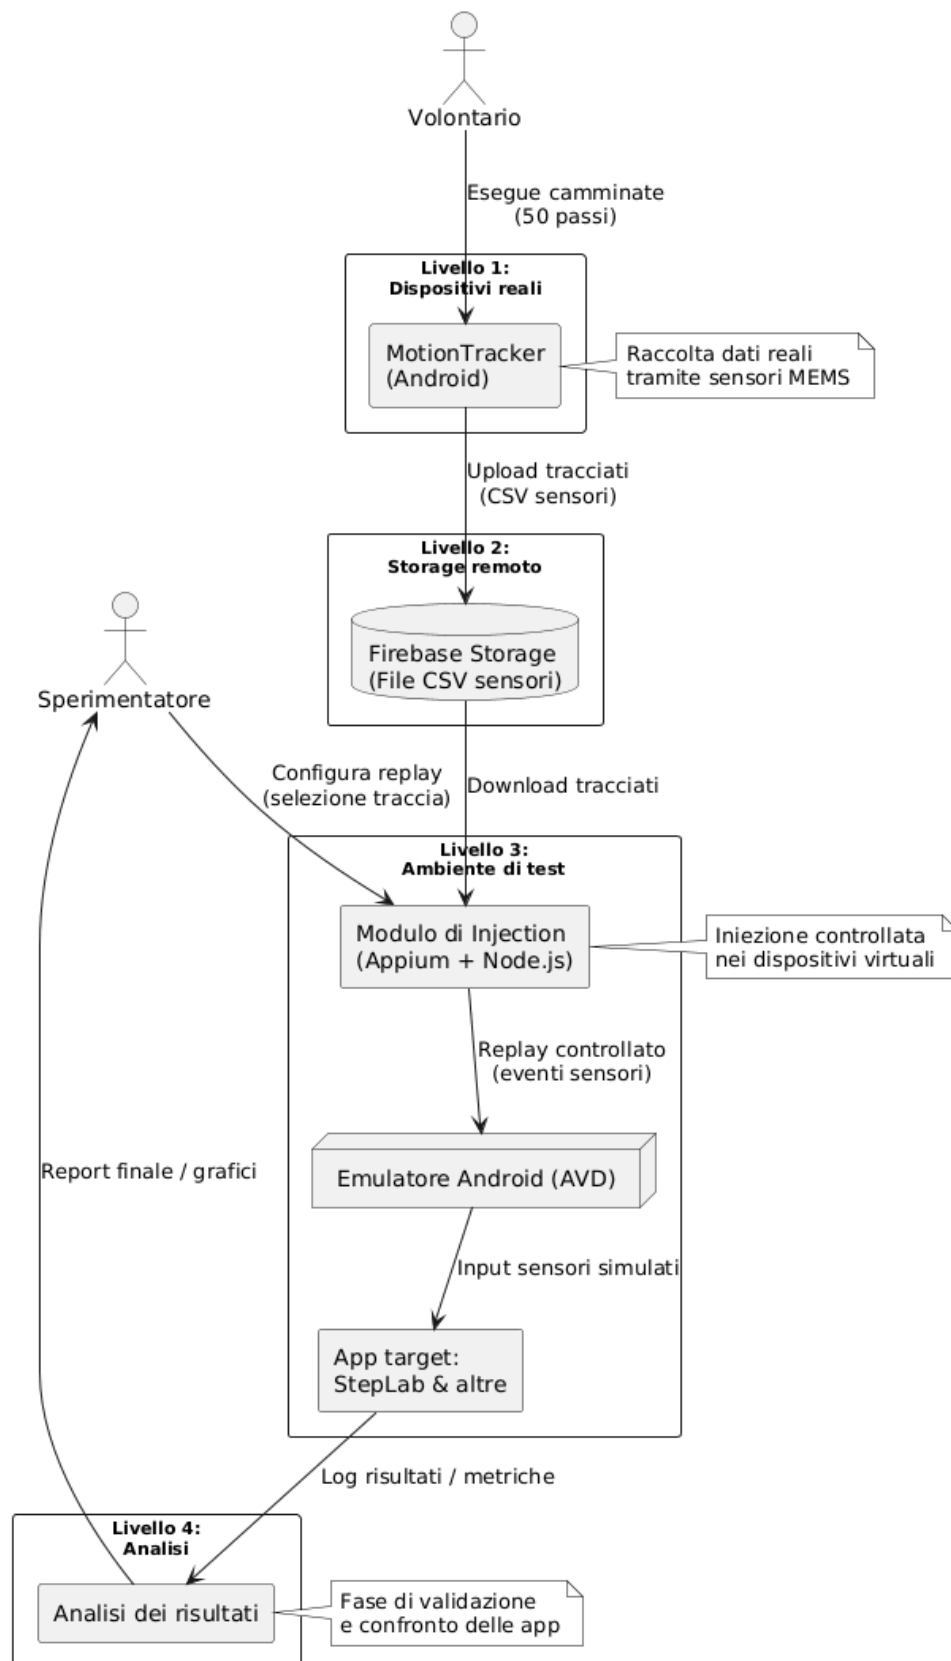 Volontario
Esegue camminate
(50 passi)
Livello 1:
Dispositivi reali
MotionTracker
(Android)
Raccolta dati reali
tramite sensori MEMS
Upload tracciati
(CSV sensori)
Livello 2:
Storage remoto
Firebase Storage
(File CSV sensori)
Sperimentatore
Configura replay
(selezione traccia)
Download tracciati
Livello 3:
Ambiente di test
Modulo di Injection
(Appium + Node.js)
Iniezione controllata
nei dispositivi virtuali
Replay controllato
(eventi sensori)
Report finale / grafici
Emulatore Android (AVD)
Input sensori simulati
App target:
StepLab & altre
Log risultati / metriche
Livello 4:
Analisi
Analisi dei risultati
Fase di validazione
e confronto delle app